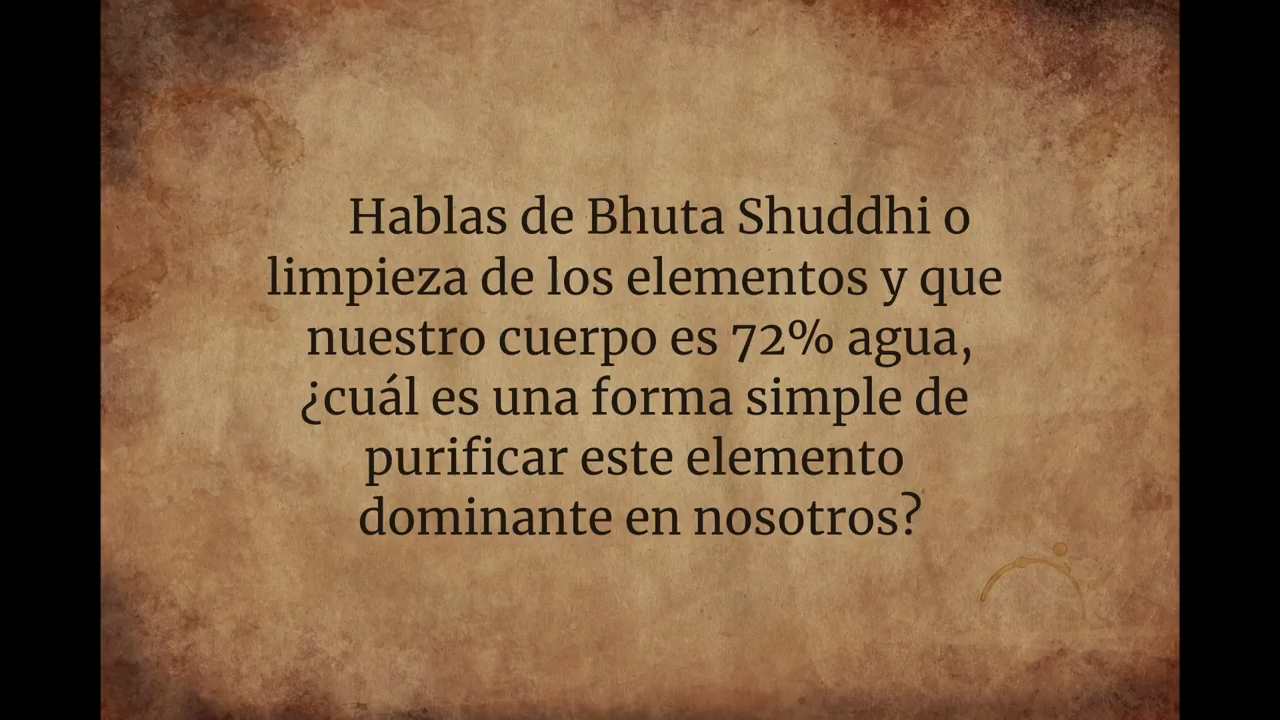 Hablas de Bhuta Shuddhi o
limpieza de los elementos y que
nuestro cuerpo es 72% agua,
¿cuál es una forma simple de
purificar este elemento
dominante en nosotros?